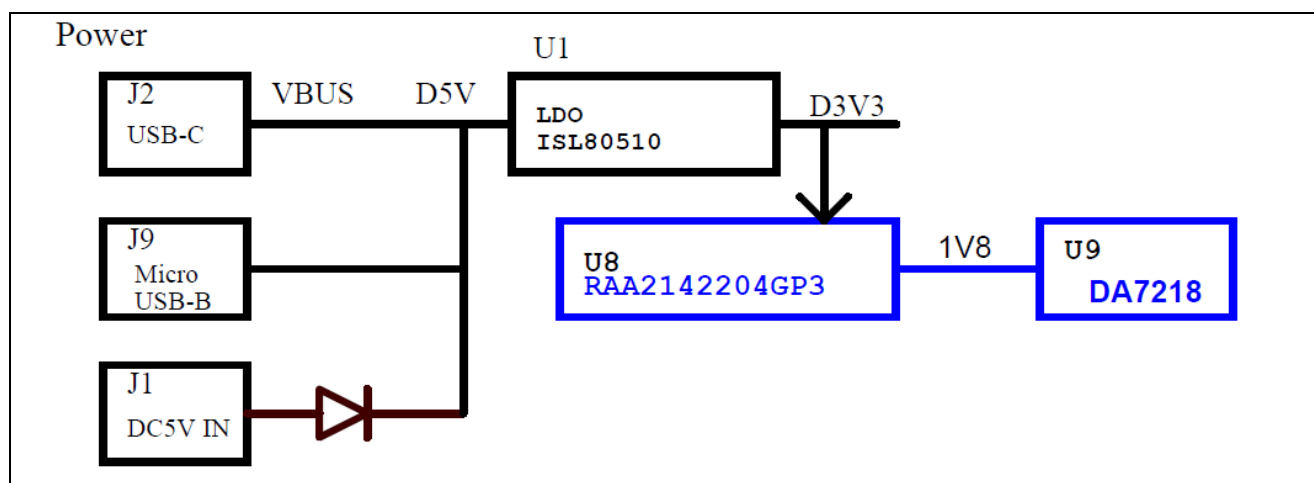 Power
U1
J2
USB-C
VBUS
D5V
LDO
ISL80510
D3V3
J9
Micro
USB-B
U8
RAA2142204GP3
1V8
U9
DA7218
J1
DC5V IN